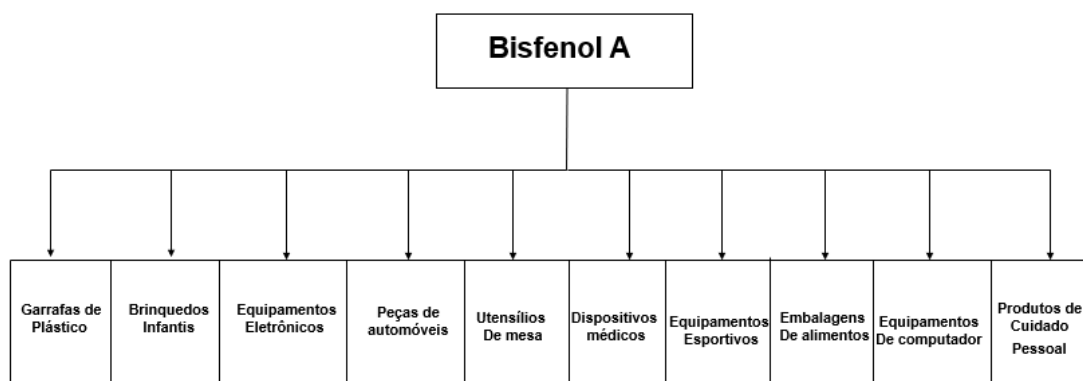 Bisfenol A
Garrafas de
Plástico
Brinquedos
Infantis
Equipamentos
Eletrônicos
Peças de
automóveis
Utensílios
De mesa
Dispositivos
médicos
Equipamentos
Esportivos
Embalagens
De alimentos
Equipamentos
De computador
Produtos de
Cuidado
Pessoal